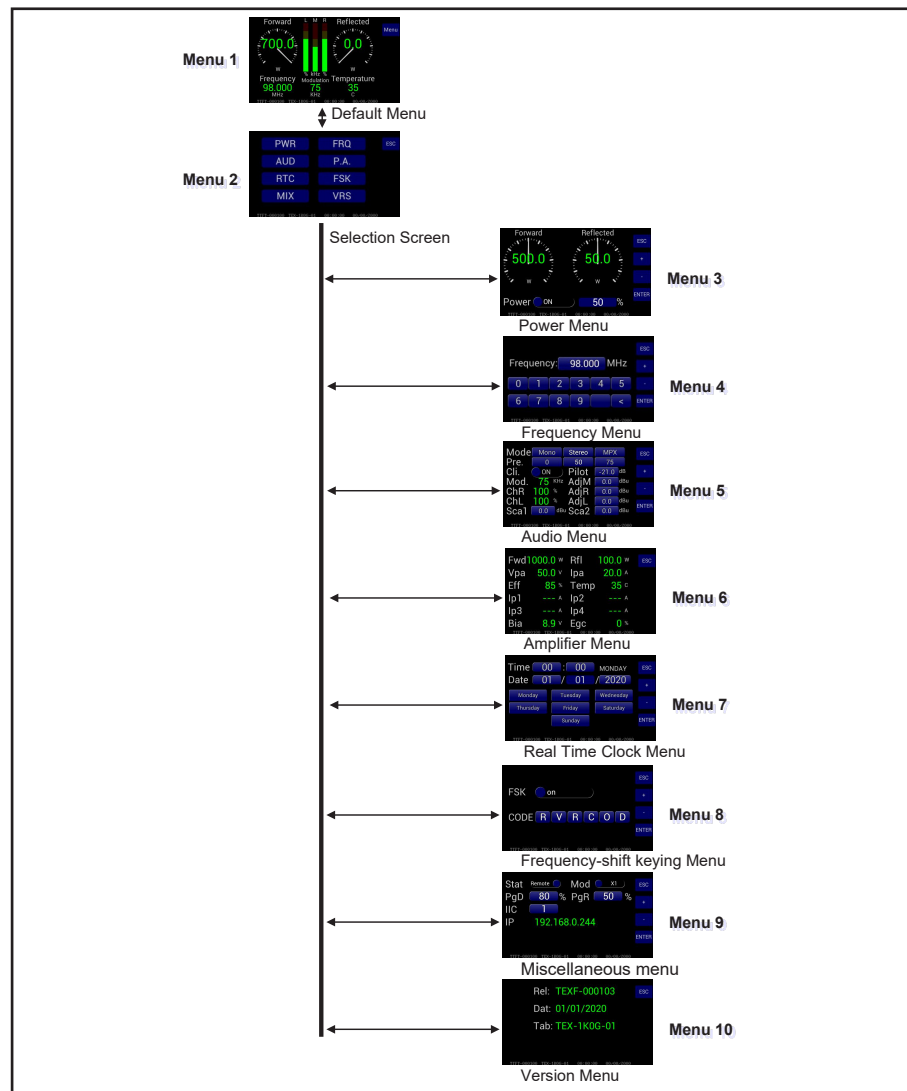 Menu 1
Forward L M R Reflected
Menu
700.0 0.0
W W
% kHz %
Frequency Modulation Temperature
98.000 75 35
MHz KHz C
Default Menu
Menu 2
PWR FRQ ESC
AUD P.A.
RTC FSK
MIX VRS
Selection Screen
Forward Reflected
ESC
500.0 50.0 +
W W -
ENTER
Power ON 50 %
Menu 3
Power Menu
ESC
Frequency: 98.000 MHz +
0 1 2 3 4 5 -
6 7 8 9 < ENTER
Menu 4
Frequency Menu
Mode Mono Stereo MPX ESC
Pre. 0 50 75
Cli. ON Pilot -21.0 dB +
Mod. 75 KHz AdjM 0.0 dBu
ChR 100 % AdjR 0.0 dBu -
ChL 100 % AdjL 0.0 dBu
Sca1 0.0 dBu Sca2 0.0 dBu ENTER
Menu 5
Audio Menu
Fwd 1000.0 W Rfl 100.0 W ESC
Vpa 50.0 V Ipa 20.0 A
Eff 85 % Temp 35 C
Ip1 --- A Ip2 --- A
Ip3 --- A Ip4 --- A
Bia 8.9 V Egc 0 %
Menu 6
Amplifier Menu
Time 00 : 00 MONDAY ESC
Date 01 / 01 / 2020 +
Monday Tuesday Wednesday
Thursday Friday Saturday -
Sunday ENTER
Menu 7
Real Time Clock Menu
ESC
FSK on +
-
CODE R V R C O D ENTER
Menu 8
Frequency-shift keying Menu
Stat Remote Mod X1 ESC
PgD 80 % PgR 50 % +
IIC 1
IP 192.168.0.244 -
ENTER
Menu 9
Miscellaneous menu
Rel: TEXF-000103 ESC
Dat: 01/01/2020
Tab: TEX-1K0G-01
Menu 10
Version Menu